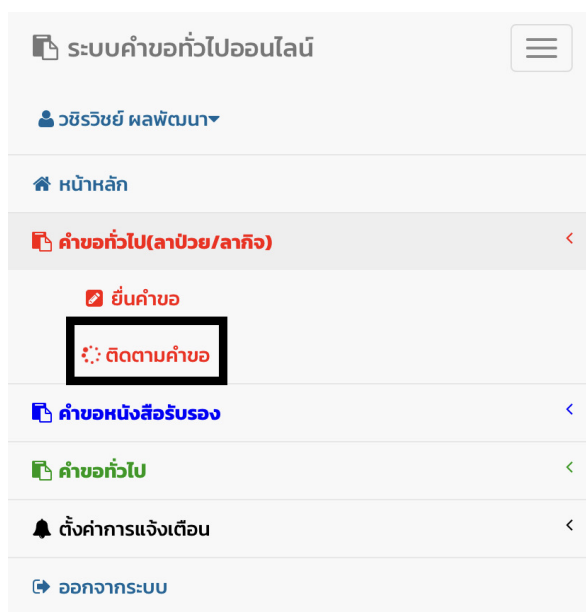 ระบบคำขอทั่วไปออนไลน์
วชิรวิชย์ ผลพัฒนา
หน้าหลัก
คำขอทั่วไป(ลาป่วย/ลากิจ)
ยื่นคำขอ
ติดตามคำขอ
คำขอหนังสือรับรอง
คำขอทั่วไป
ตั้งค่าการแจ้งเตือน
ออกจากระบบ